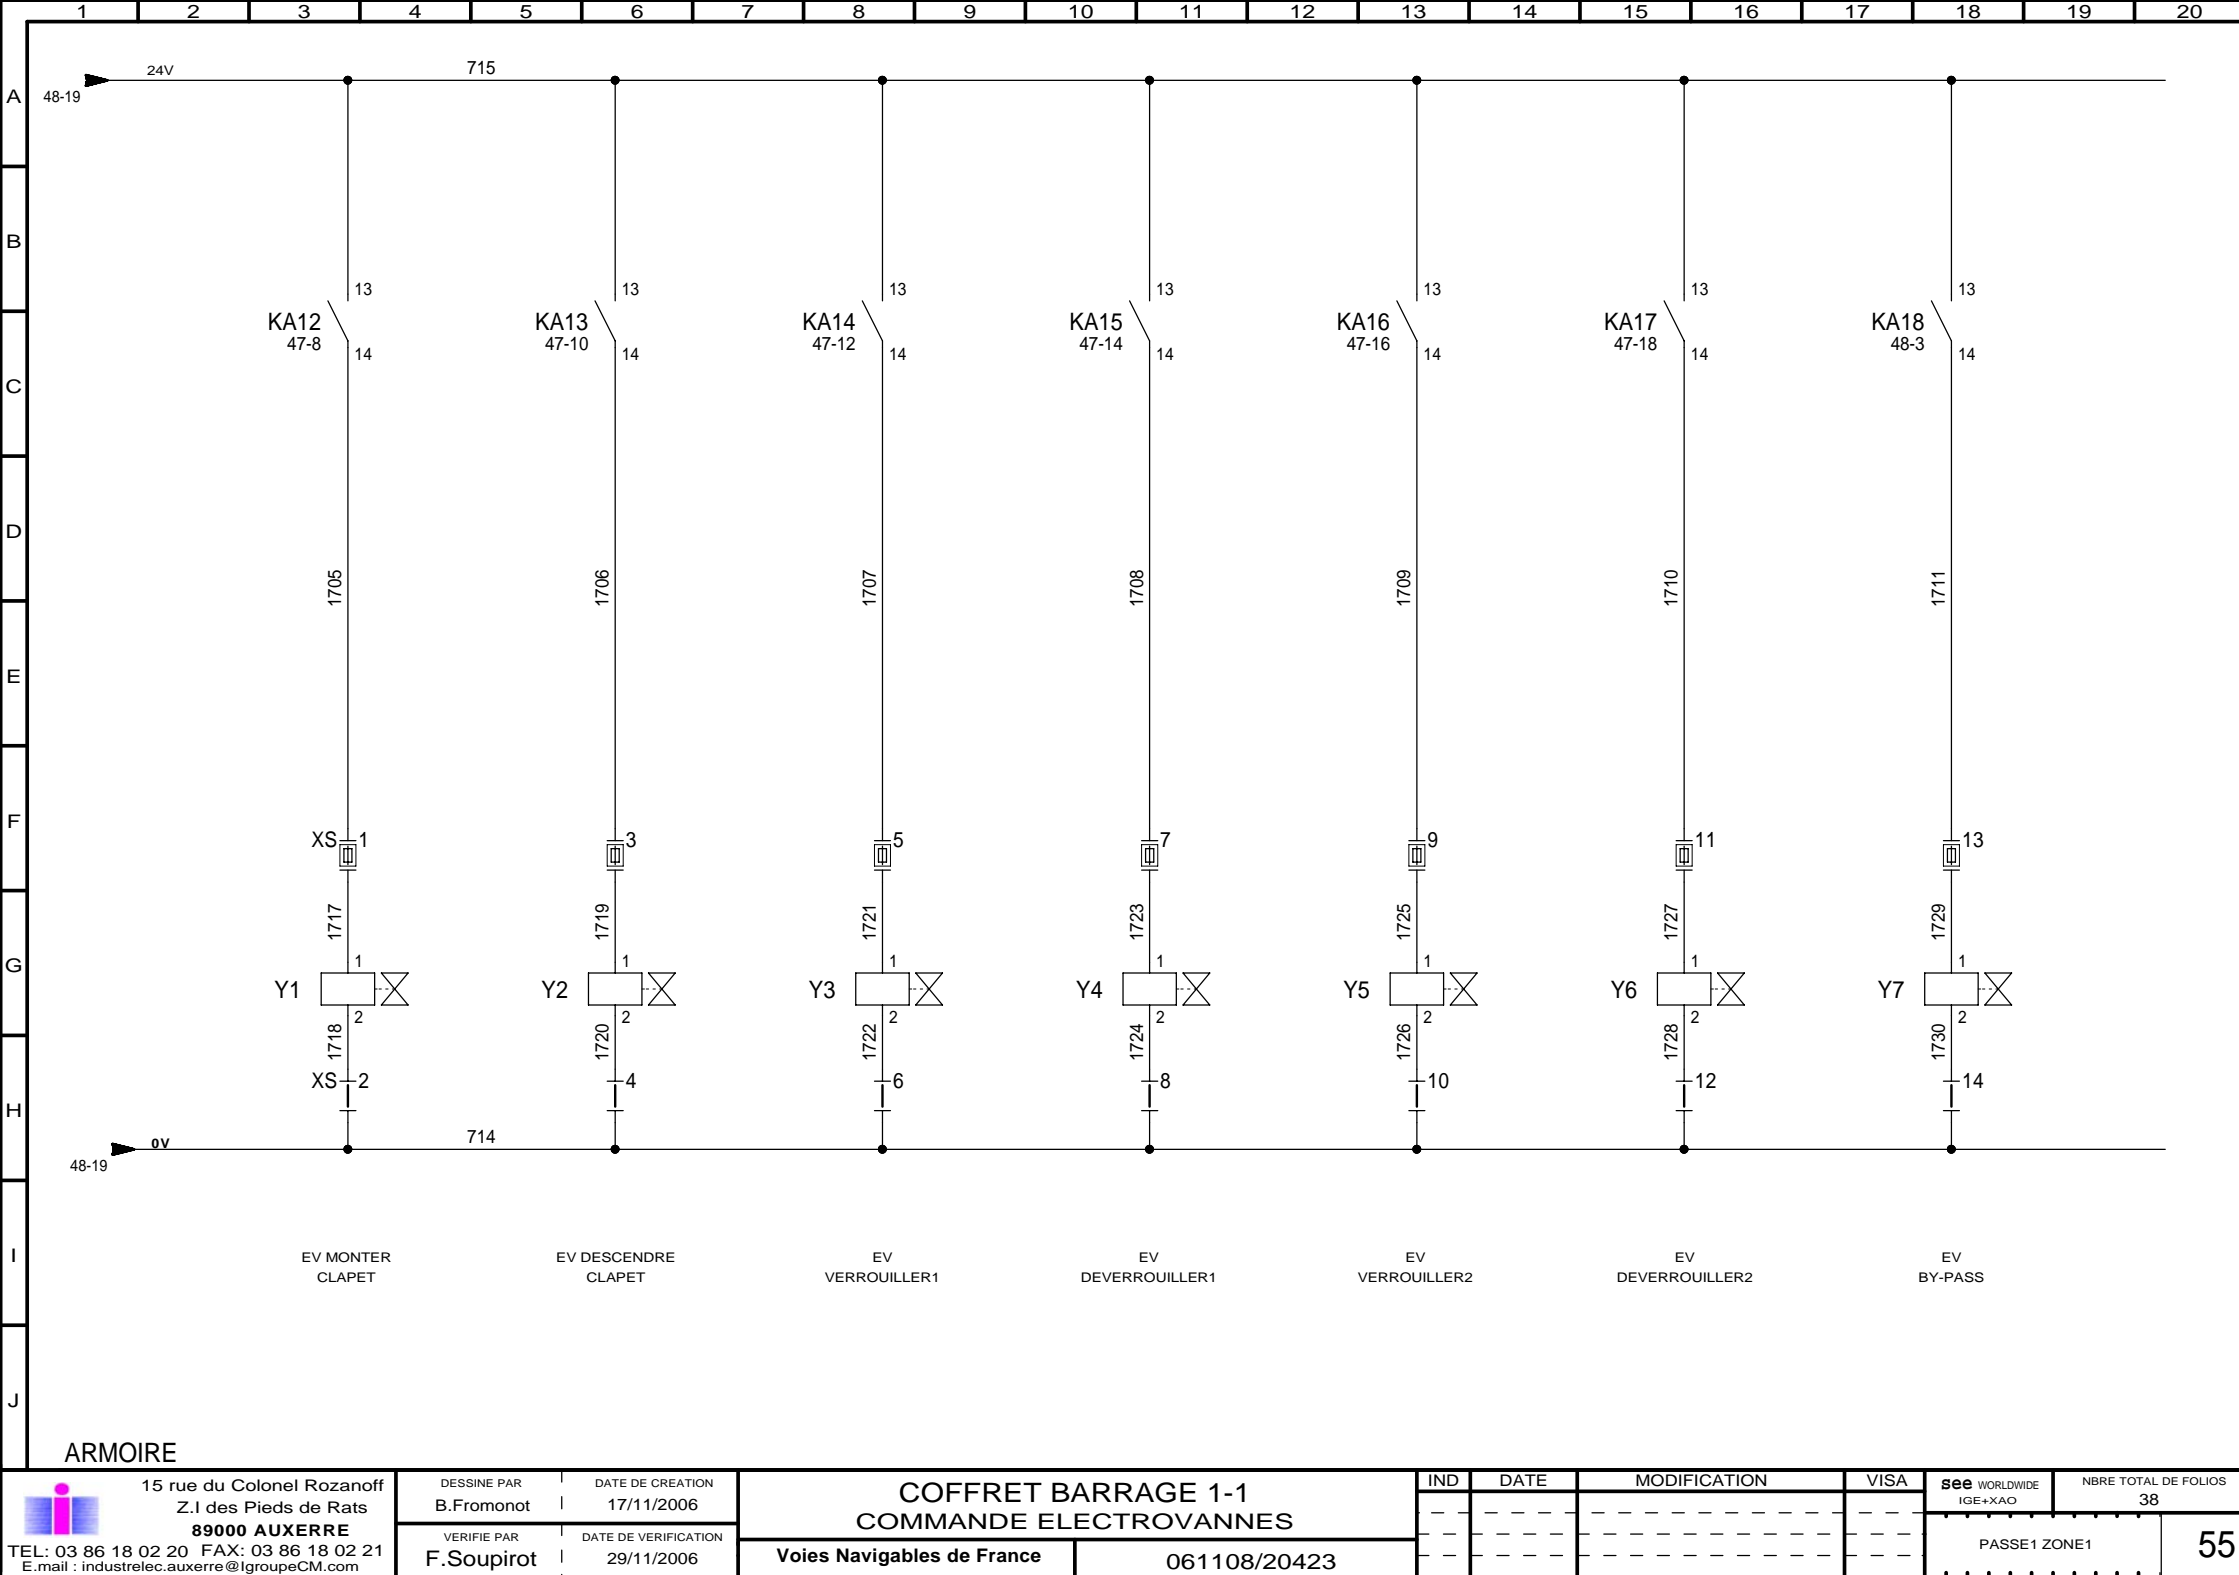 1 2 3 4 5 6 7 8 9 10 11 12 13 14 15 16 17 18 19 20
A
B
C
D
E
F
G
H
I
J
24V 715
48-19
13 13 13 13 13 13 13
KA12 KA13 KA14 KA15 KA16 KA17 KA18
47-8 47-10 47-12 47-14 47-16 47-18 48-3
14 14 14 14 14 14 14
1705 1706 1707 1708 1709 1710 1711
XS 1 3 5 7 9 11 13
1717 1719 1721 1723 1725 1727 1729
1 1 1 1 1 1 1
Y1 Y2 Y3 Y4 Y5 Y6 Y7
2 2 2 2 2 2 2
1718 1720 1722 1724 1726 1728 1730
XS 2 4 6 8 10 12 14
0V 714
48-19
EV MONTER
CLAPET
EV DESCENDRE
CLAPET
EV
VERROUILLER1
EV
DEVERROUILLER1
EV
VERROUILLER2
EV
DEVERROUILLER2
EV
BY-PASS
ARMOIRE
15 rue du Colonel Rozanoff
Z.I des Pieds de Rats
89000 AUXERRE
TEL: 03 86 18 02 20 FAX: 03 86 18 02 21
E.mail : industrelec.auxerre@IgroupeCM.com
DESSINE PAR
B.Fromonot
DATE DE CREATION
17/11/2006
VERIFIE PAR
F.Soupirot
DATE DE VERIFICATION
29/11/2006
COFFRET BARRAGE 1-1
COMMANDE ELECTROVANNES
Voies Navigables de France
061108/20423
IND DATE MODIFICATION VISA
see WORLDWIDE
IGE+XAO
NBRE TOTAL DE FOLIOS
38
PASSE1 ZONE1
55